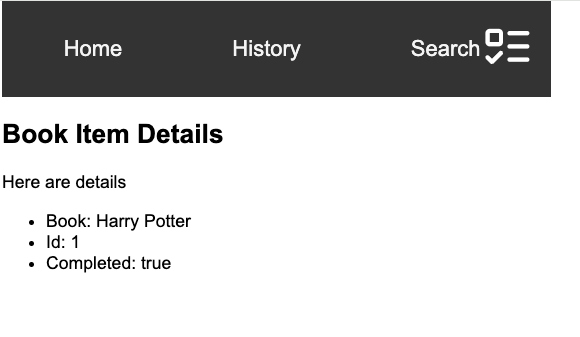 Home History Search
Book Item Details
Here are details
Book: Harry Potter
Id: 1
Completed: true